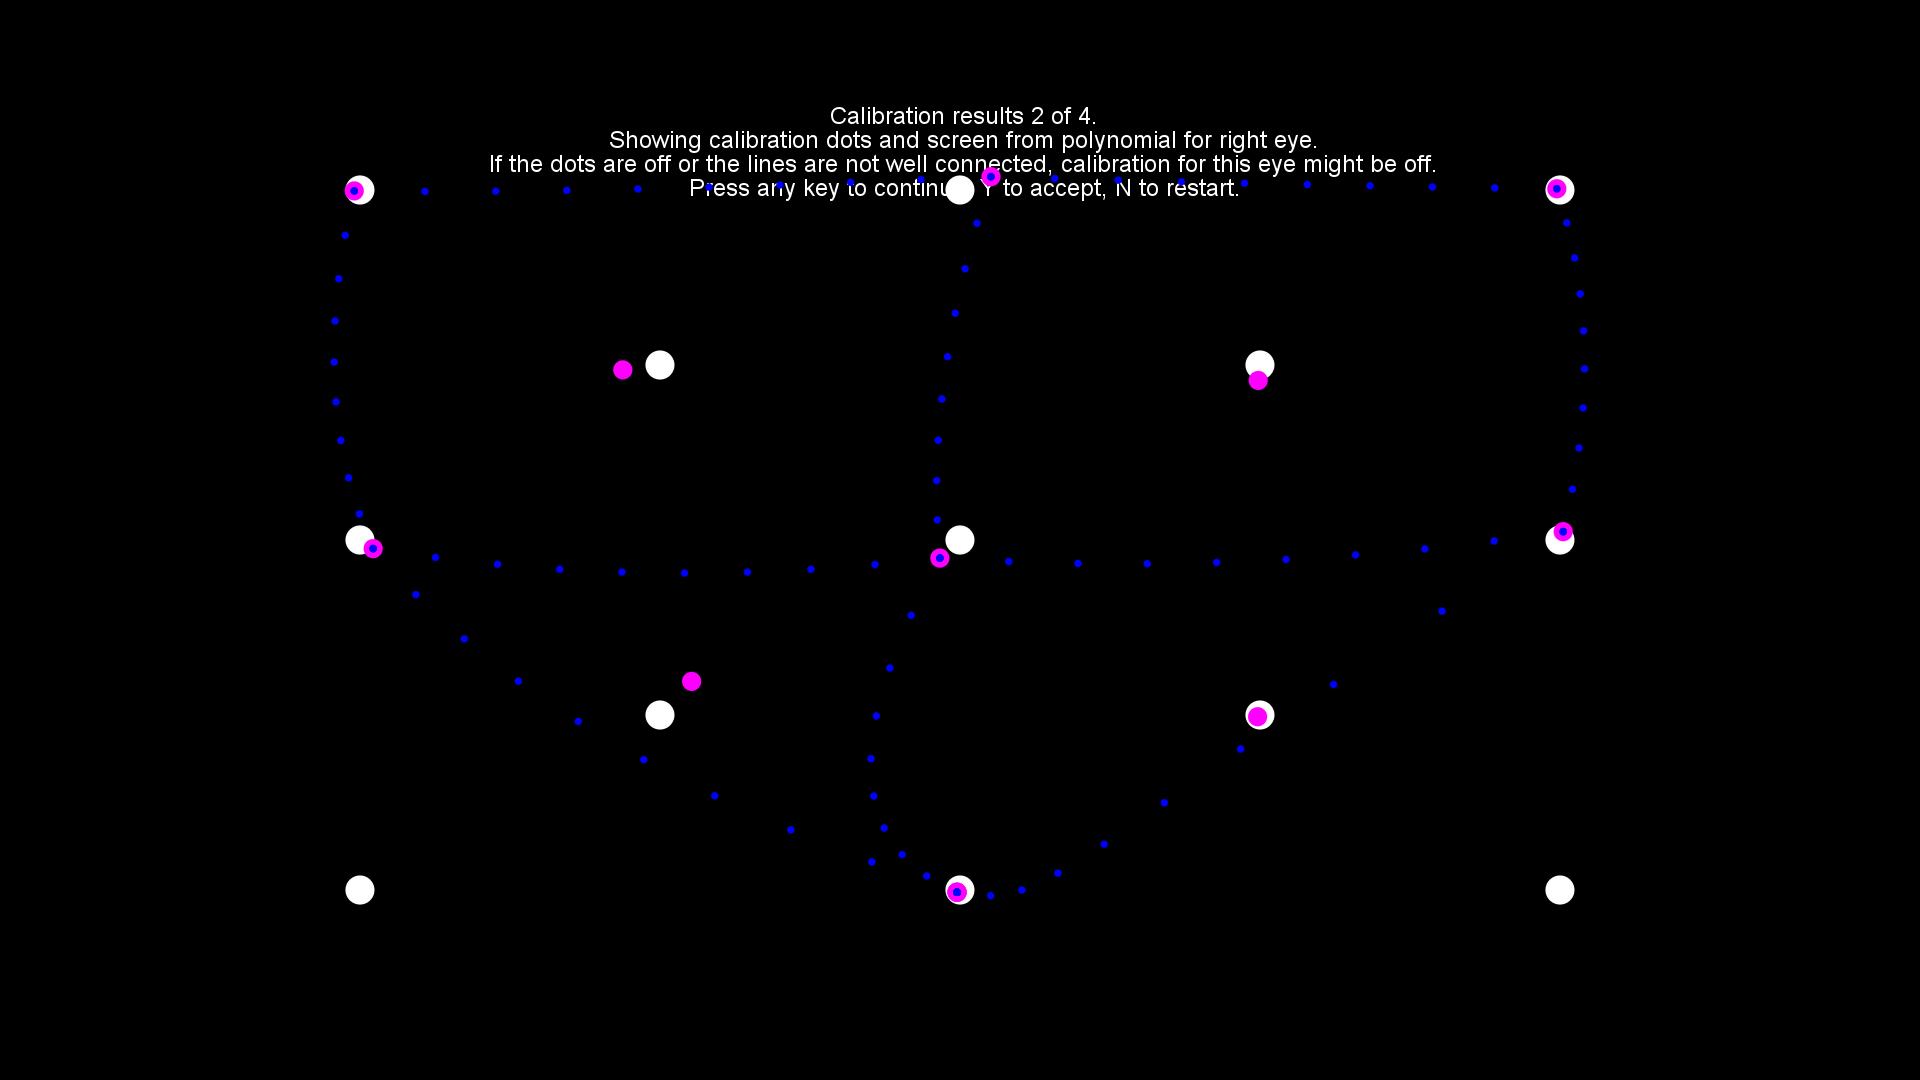 Calibration results 2 of 4.
Showing calibration dots and screen from polynomial for right eye.
If the dots are off or the lines are not well connected, calibration for this eye might be off.
Press any key to continue, Y to accept, N to restart.